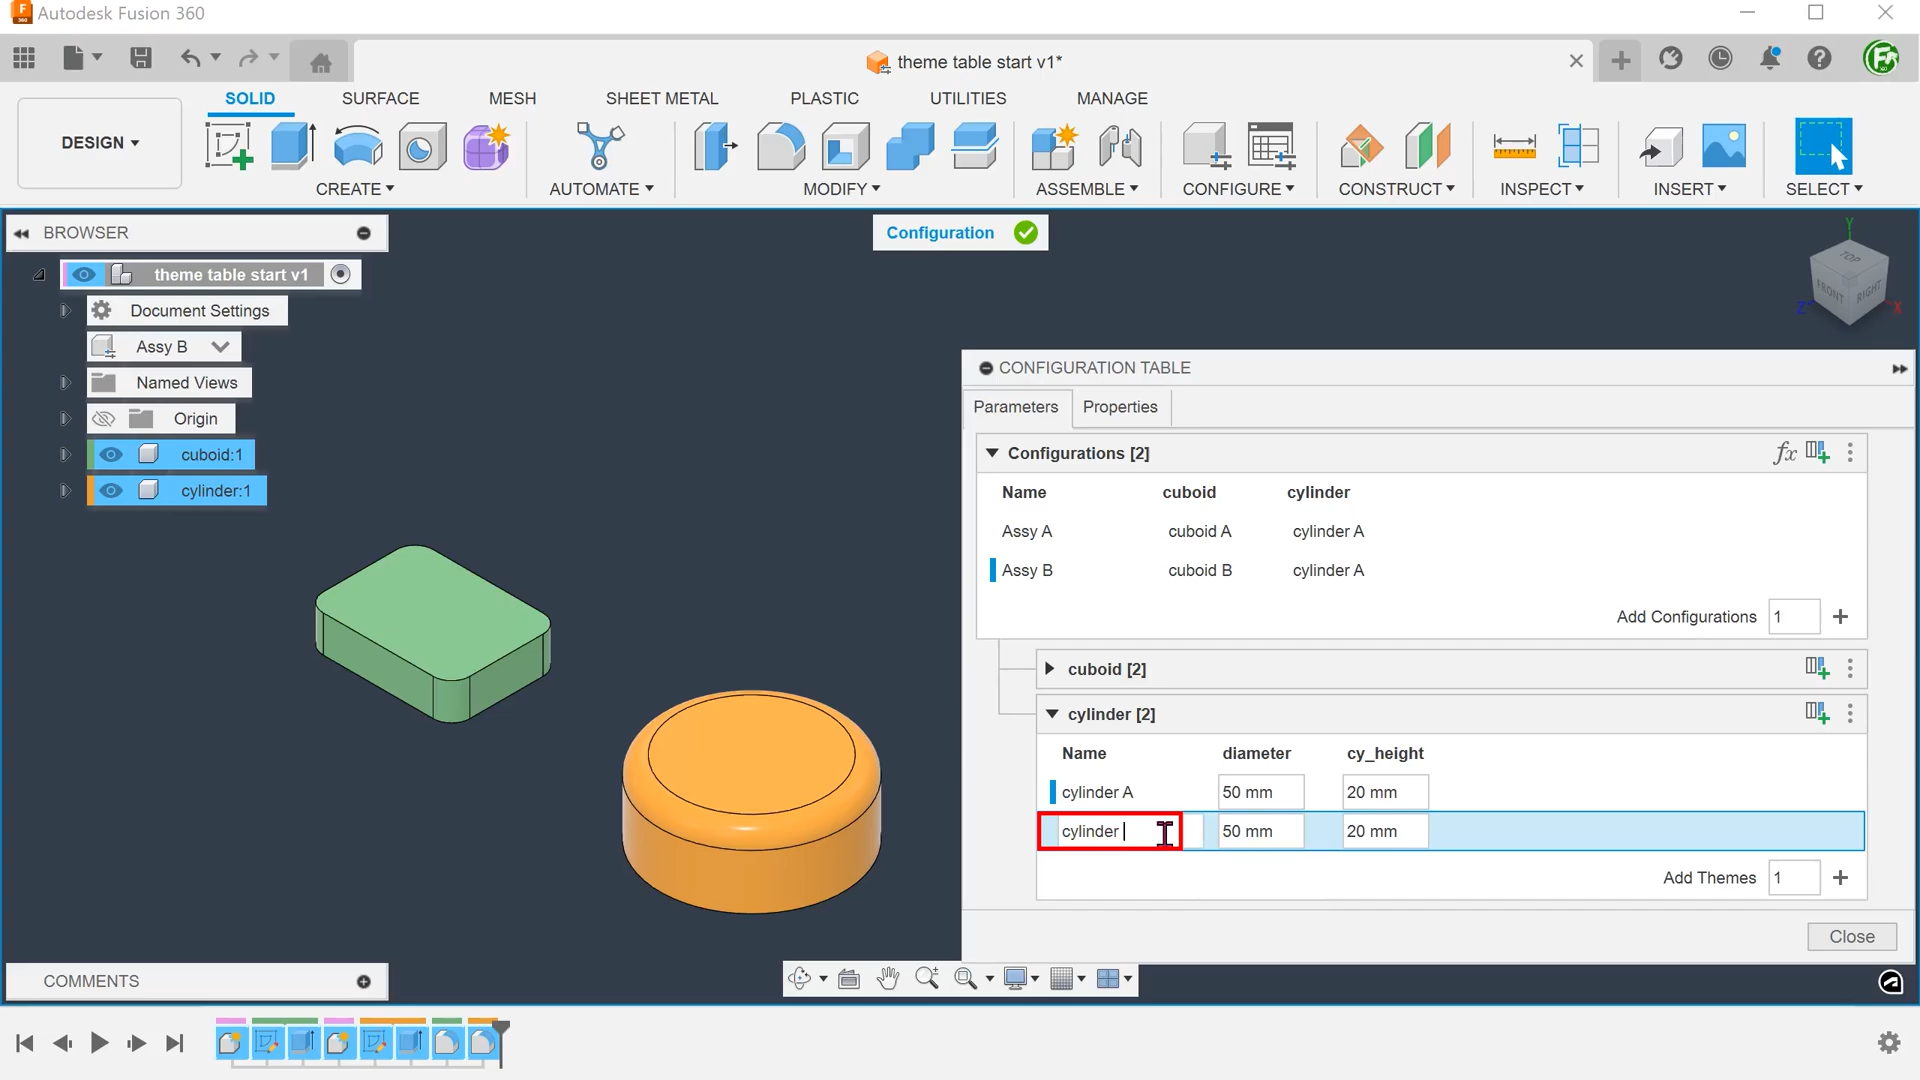 Autodesk Fusion 360
theme table start v1*
DESIGN
SOLID
SURFACE
MESH
SHEET METAL
PLASTIC
UTILITIES
MANAGE
CREATE
AUTOMATE
MODIFY
ASSEMBLE
CONFIGURE
CONSTRUCT
INSPECT
INSERT
SELECT
BROWSER
theme table start v1
Document Settings
Assy B
Named Views
Origin
cuboid:1
cylinder:1
Configuration
TOP
FRONT
RIGHT
Y
Z
X
CONFIGURATION TABLE
Parameters Properties
Configurations [2] fx
Name cuboid cylinder
Assy A cuboid A cylinder A
Assy B cuboid B cylinder A
Add Configurations 1
cuboid [2]
cylinder [2]
Name diameter cy_height
cylinder A 50 mm 20 mm
cylinder 50 mm 20 mm
Add Themes 1
Close
COMMENTS